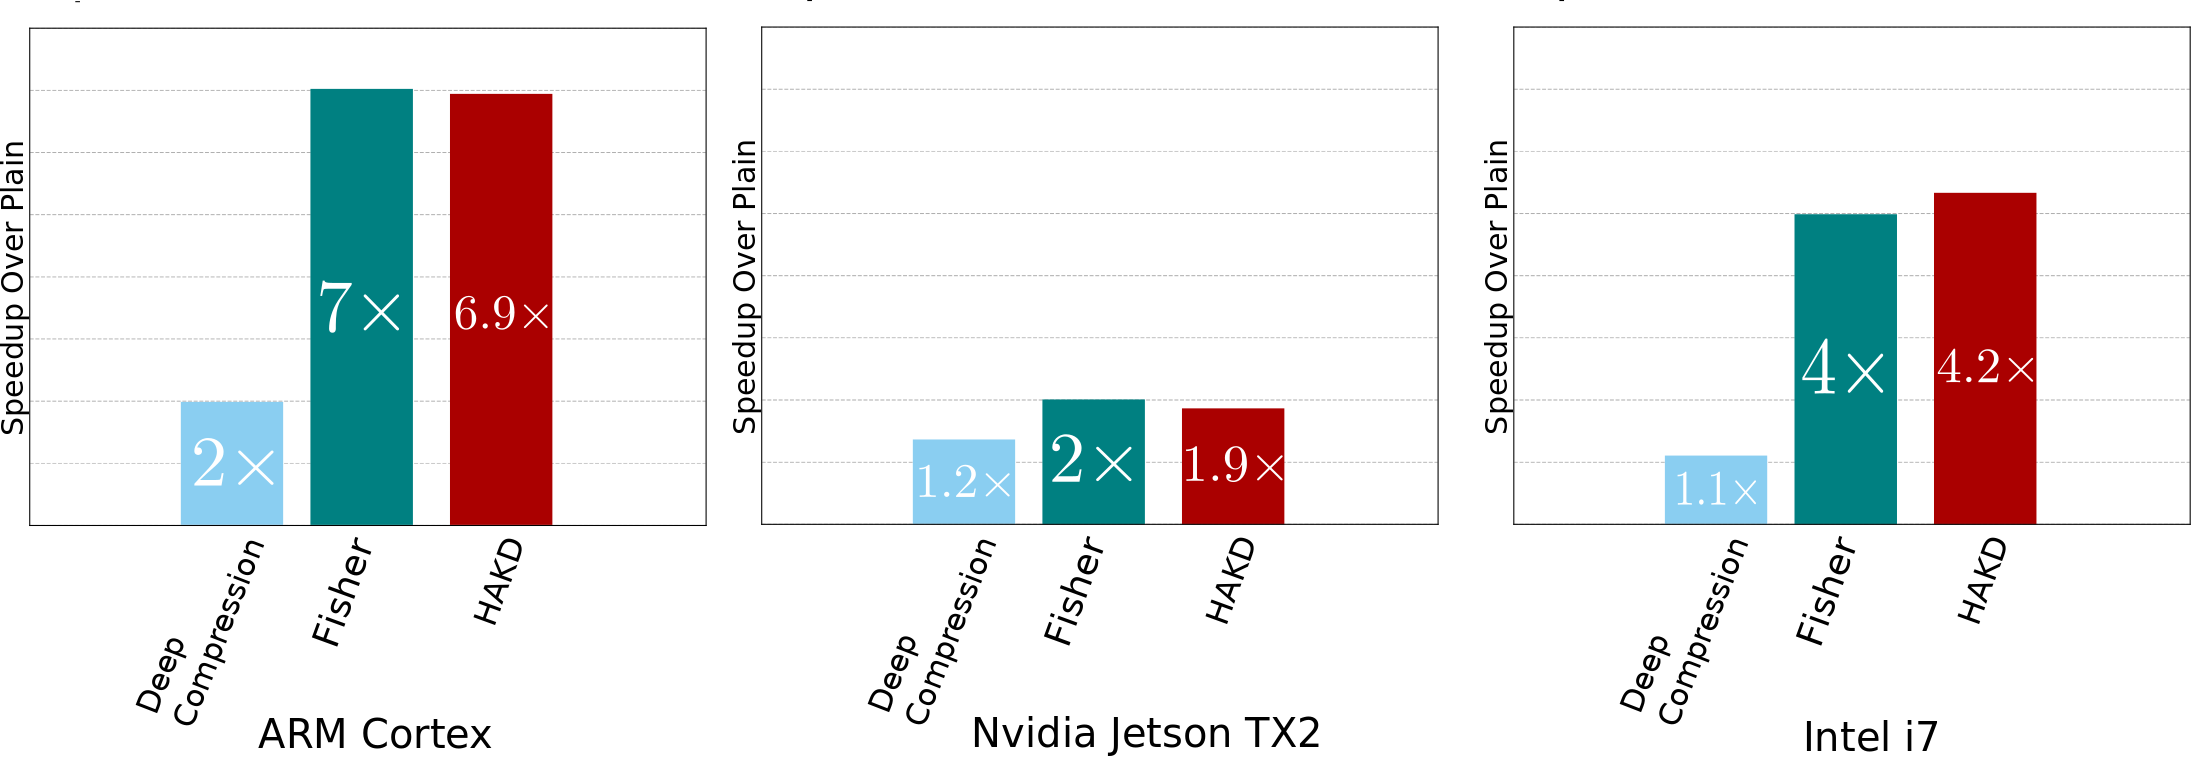 Speedup Over Plain
2×
7×
6.9×
Deep
Compression
Fisher
HAKD
ARM Cortex
Speedup Over Plain
1.2×
2×
1.9×
Deep
Compression
Fisher
HAKD
Nvidia Jetson TX2
Speedup Over Plain
1.1×
4×
4.2×
Deep
Compression
Fisher
HAKD
Intel i7